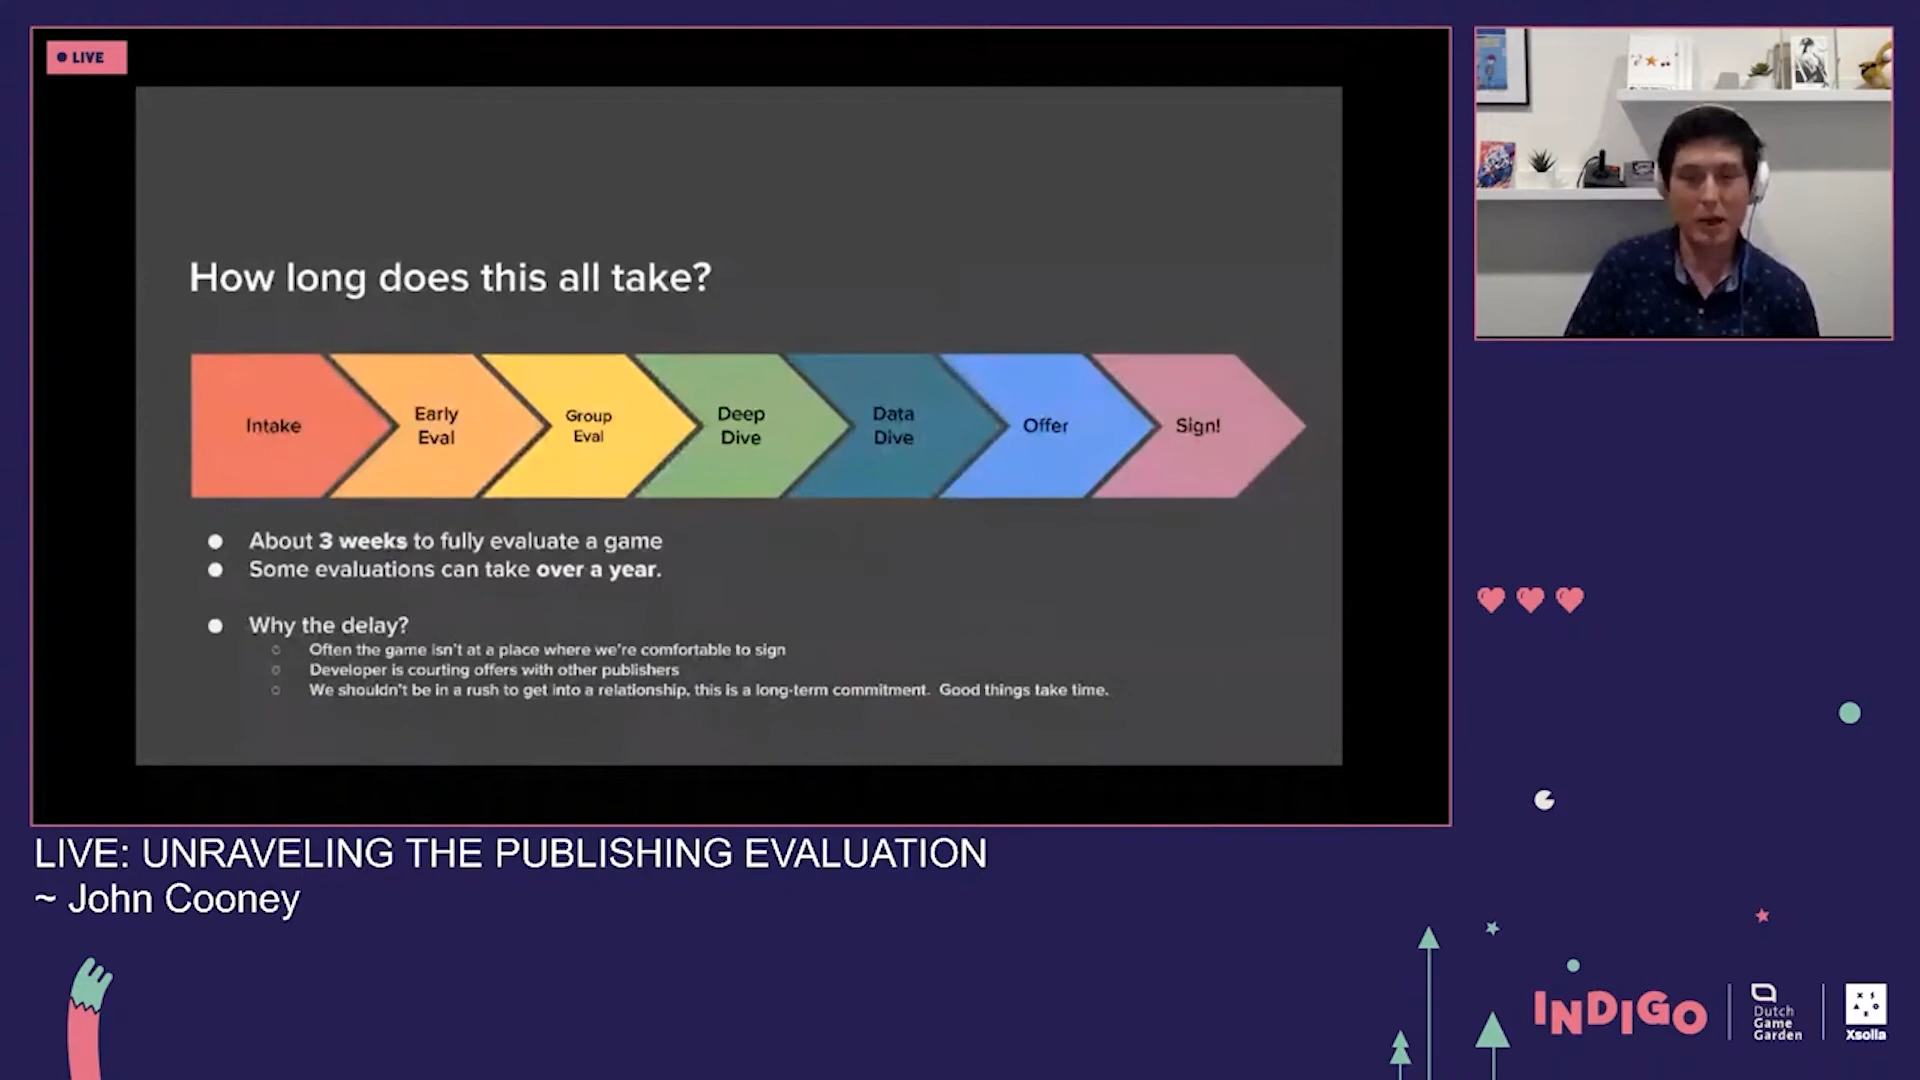 LIVE
How long does this all take?
Intake
Early
Eval
Group
Eval
Deep
Dive
Data
Dive
Offer
Sign!
About 3 weeks to fully evaluate a game
Some evaluations can take over a year.
Why the delay?
Often the game isn't at a place where we're comfortable to sign
Developer is courting offers with other publishers
We shouldn't be in a rush to get into a relationship, this is a long-term commitment. Good things take time.
LIVE: UNRAVELING THE PUBLISHING EVALUATION
~ John Cooney
INDIGO
Dutch
Game
Garden
Xsolla